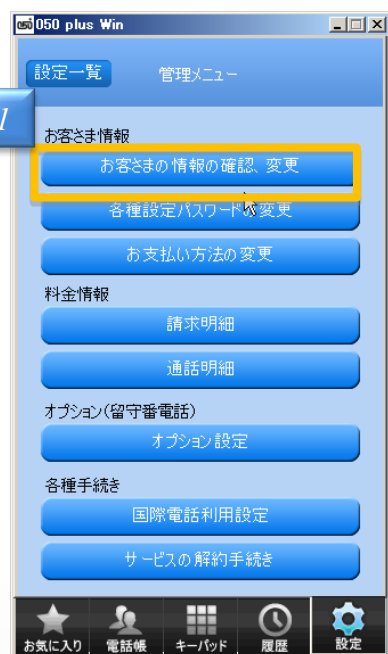 050 050 plus Win
設定一覧 管理メニュー
1
お客さま情報
お客さまの情報の確認、変更
各種設定パスワードの変更
お支払い方法の変更
料金情報
請求明細
通話明細
オプション(留守番電話)
オプション設定
各種手続き
国際電話利用設定
サービスの解約手続き
お気に入り 電話帳 キーパッド 履歴 設定